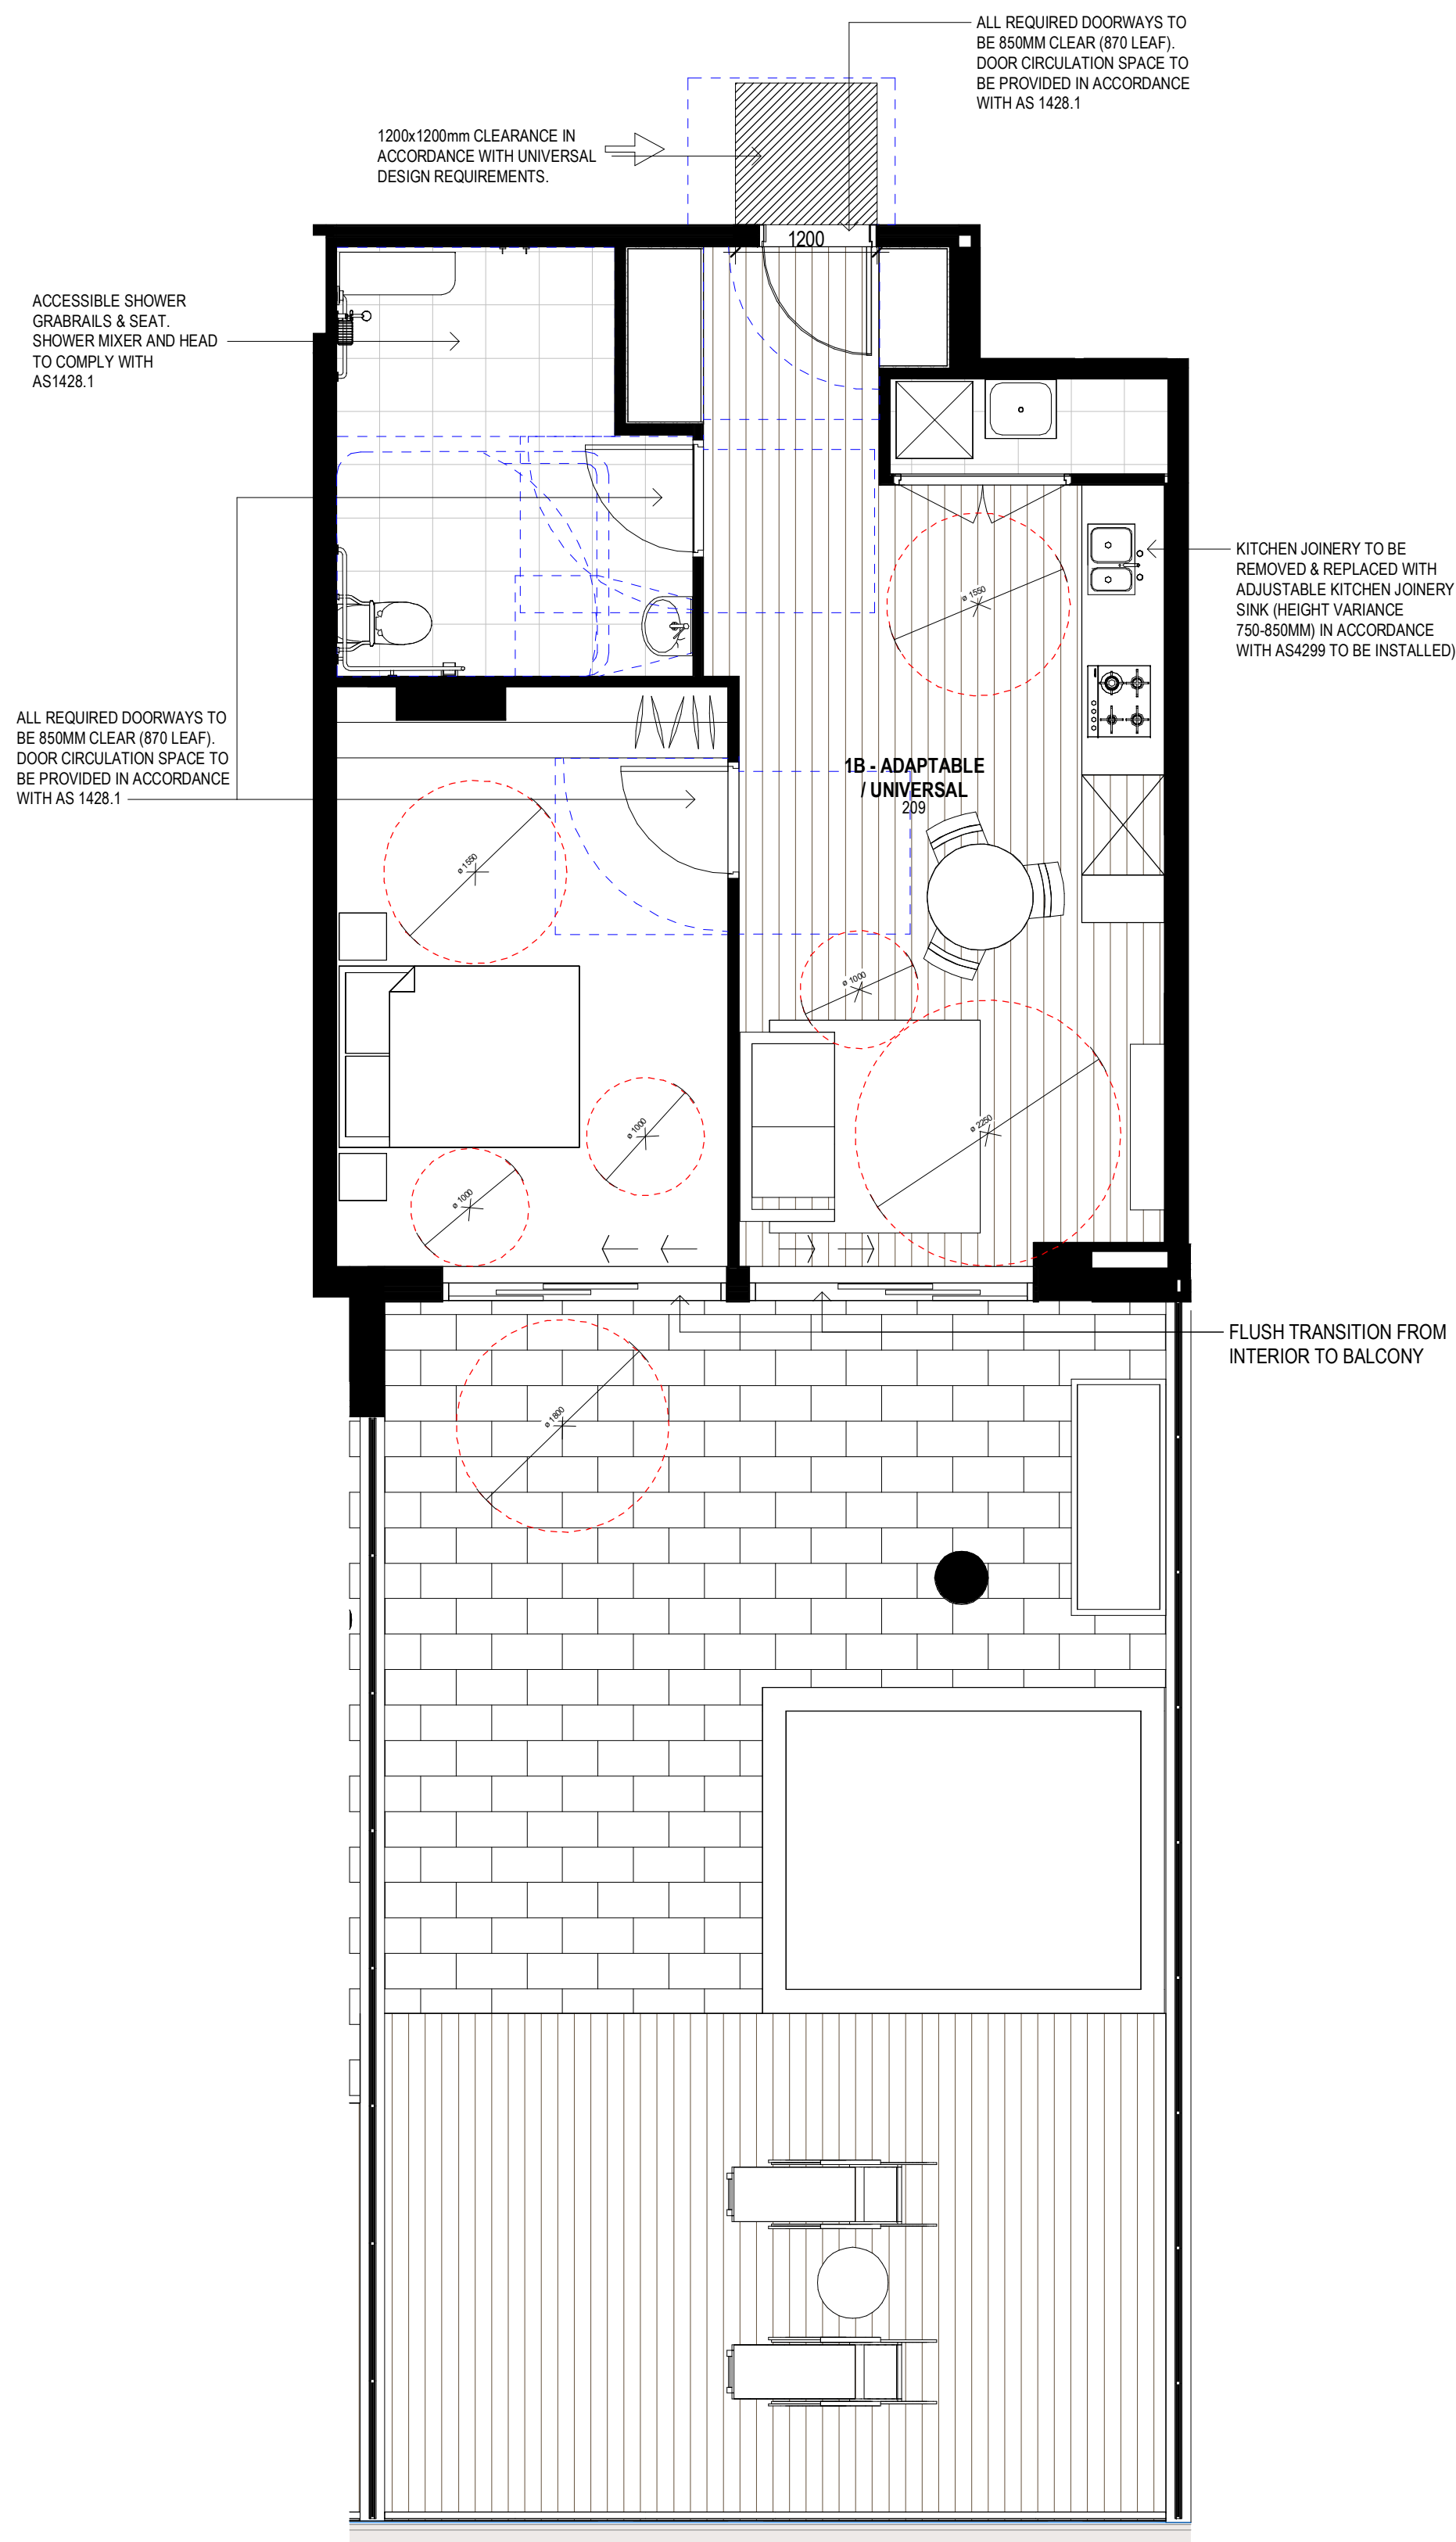 ALL REQUIRED DOORWAYS TO
BE 850MM CLEAR (870 LEAF).
DOOR CIRCULATION SPACE TO
BE PROVIDED IN ACCORDANCE
WITH AS 1428.1
1200x1200mm CLEARANCE IN
ACCORDANCE WITH UNIVERSAL
DESIGN REQUIREMENTS.
1200
ACCESSIBLE SHOWER
GRABRAILS & SEAT.
SHOWER MIXER AND HEAD
TO COMPLY WITH
AS1428.1
KITCHEN JOINERY TO BE
REMOVED & REPLACED WITH
ADJUSTABLE KITCHEN JOINERY
SINK (HEIGHT VARIANCE
750-850MM) IN ACCORDANCE
WITH AS4299 TO BE INSTALLED)
ø 1550
ALL REQUIRED DOORWAYS TO
BE 850MM CLEAR (870 LEAF).
DOOR CIRCULATION SPACE TO
BE PROVIDED IN ACCORDANCE
WITH AS 1428.1
1B - ADAPTABLE
/ UNIVERSAL
209
ø 1550
ø 1000
ø 1000
ø 2250
ø 1000
FLUSH TRANSITION FROM
INTERIOR TO BALCONY
ø 1800